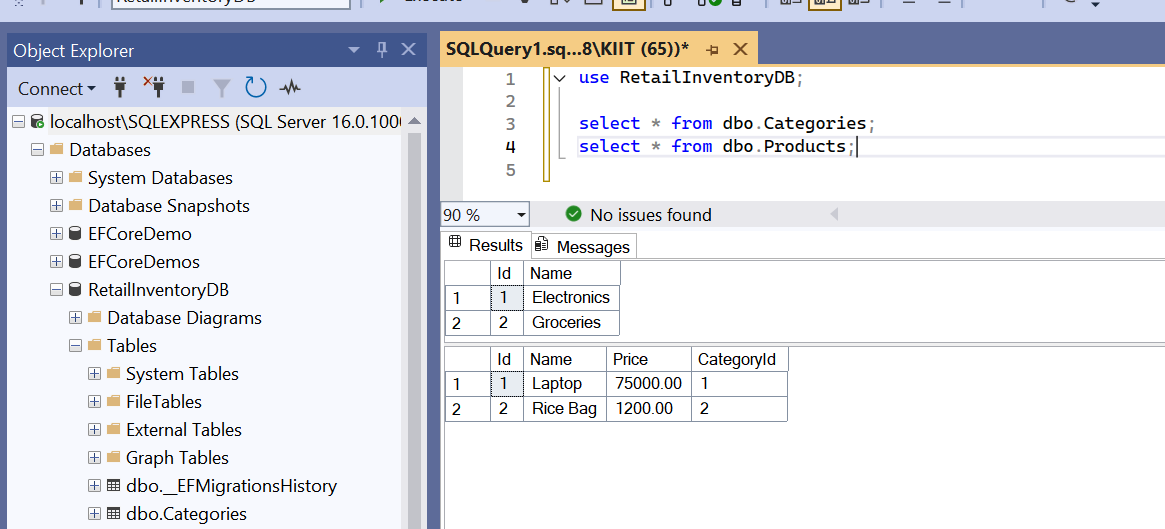 RetailInventoryDB
Execute
Object Explorer
Connect
localhost\SQLEXPRESS (SQL Server 16.0.100
Databases
System Databases
Database Snapshots
EFCoreDemo
EFCoreDemos
RetailInventoryDB
Database Diagrams
Tables
System Tables
FileTables
External Tables
Graph Tables
dbo.__EFMigrationsHistory
dbo.Categories
SQLQuery1.sq...8\KIIT (65))*
1 use RetailInventoryDB;
2
3 select * from dbo.Categories;
4 select * from dbo.Products;
5
90 % No issues found
Results Messages
Id Name
1 1 Electronics
2 2 Groceries
Id Name Price CategoryId
1 1 Laptop 75000.00 1
2 2 Rice Bag 1200.00 2